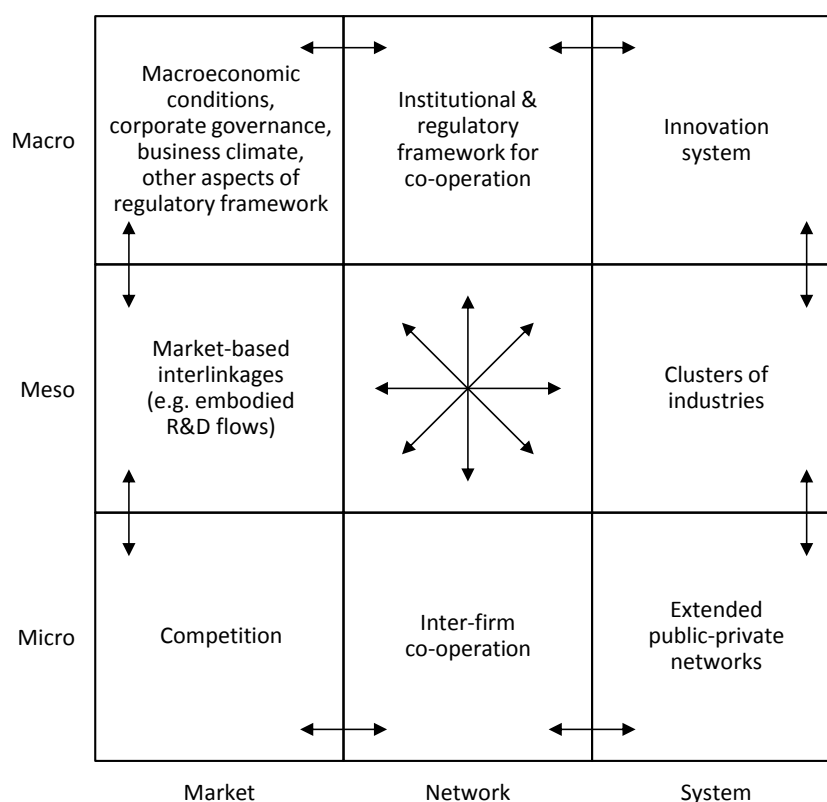 Macro
Macroeconomic
conditions,
corporate governance,
business climate,
other aspects of
regulatory framework
Institutional &
regulatory
framework for
co-operation
Innovation
system
Meso
Market-based
interlinkages
(e.g. embodied
R&D flows)
Clusters of
industries
Micro
Competition
Inter-firm
co-operation
Extended
public-private
networks
Market
Network
System